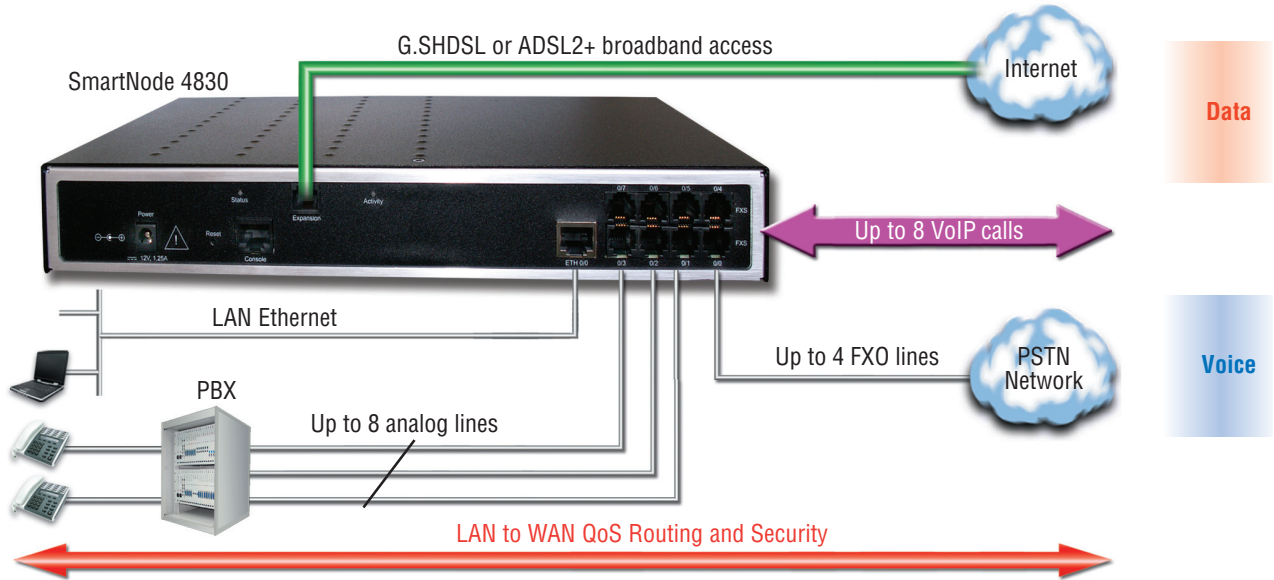 G.SHDSL or ADSL2+ broadband access
SmartNode 4830
Internet
Data
0/7 0/6 0/5 0/4
Status
Expansion
Activity
FXS
Power
Reset
Up to 8 VoIP calls
FXS
12V, 1.25A
Console
ETH 0/0
0/3 0/2 0/1 0/0
LAN Ethernet
Up to 4 FXO lines
PSTN
Network
Voice
PBX
Up to 8 analog lines
LAN to WAN QoS Routing and Security